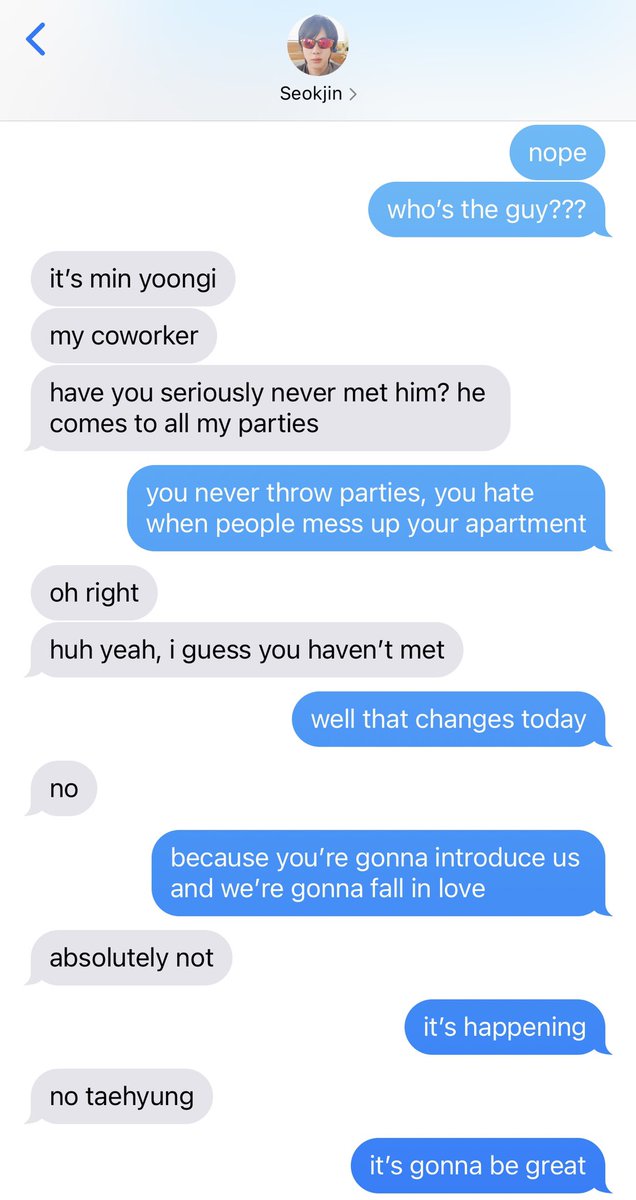 Seokjin
nope
who’s the guy???
it’s min yoongi
my coworker
have you seriously never met him? he
comes to all my parties
you never throw parties, you hate
when people mess up your apartment
oh right
huh yeah, i guess you haven’t met
well that changes today
no
because you’re gonna introduce us
and we’re gonna fall in love
absolutely not
it’s happening
no taehyung
it’s gonna be great